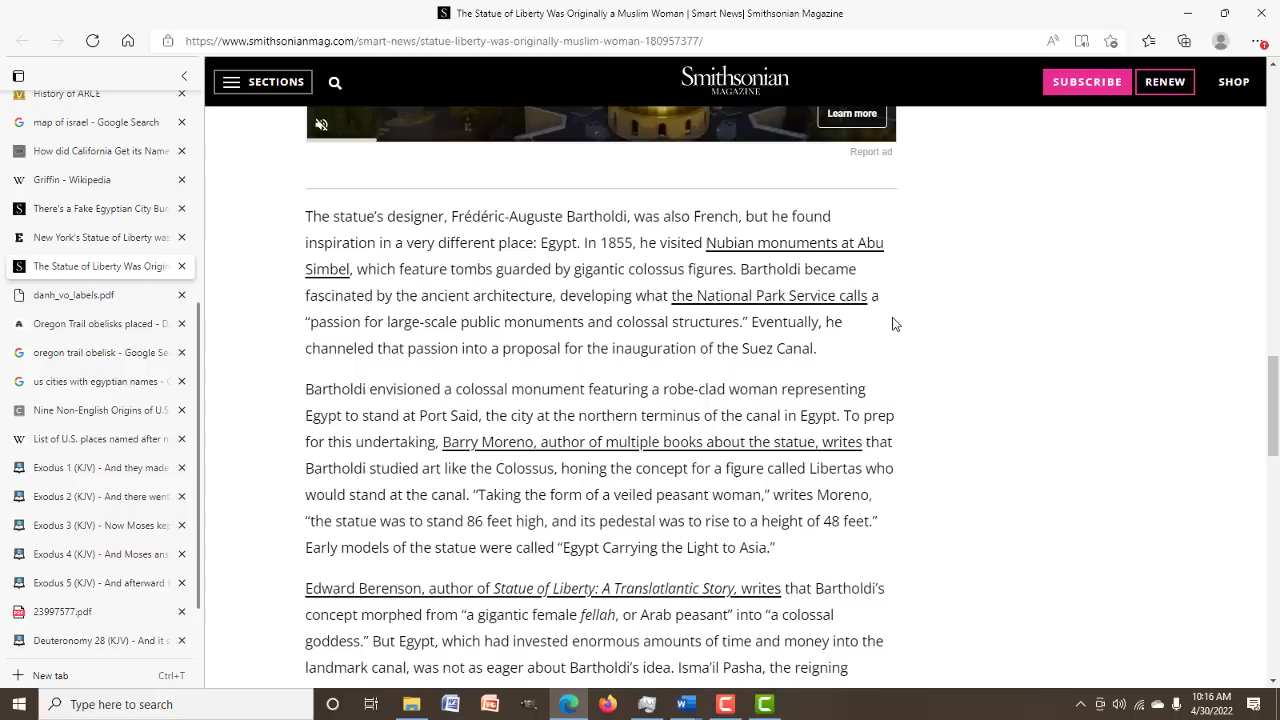 The Statue of Liberty Was Originally a Muslim Woman | Smart News| Smithsonian Magazine
https://www.smithsonianmag.com/smart-news/statue-liberty-was-originally-muslim-woman-180957377/
SECTIONS
Smithsonian
MAGAZINE
SUBSCRIBE
RENEW
SHOP
History of ARCE
map of israel - Google Search
How did California Get its Name
Griffin - Wikipedia
There's a Fake Egyptian City Bur
New York's Statue of Liberty was
The Statue of Liberty Was Origin
danh_vo_labels.pdf
Oregon Trail obelisks placed - D
oregon trail obelisk - Google Se
us cities with egyptian names - G
Nine Non-English Origins of U.S
List of U.S. places named after n
Exodus 1 (KJV) - And they made
Exodus 2 (KJV) - And there went
Exodus 3 (KJV) - Now Moses kep
Exodus 4 (KJV) - And Moses an
Exodus 5 (KJV) - And afterward
23997577.pdf
Deuteronomy 28 (KJV) - And it s
New tab Ctrl+T
Learn more
Report ad
The statue's designer, Frédéric-Auguste Bartholdi, was also French, but he found
inspiration in a very different place: Egypt. In 1855, he visited Nubian monuments at Abu
Simbel, which feature tombs guarded by gigantic colossus figures. Bartholdi became
fascinated by the ancient architecture, developing what the National Park Service calls a
“passion for large-scale public monuments and colossal structures.” Eventually, he
channeled that passion into a proposal for the inauguration of the Suez Canal.
Bartholdi envisioned a colossal monument featuring a robe-clad woman representing
Egypt to stand at Port Said, the city at the northern terminus of the canal in Egypt. To prep
for this undertaking, Barry Moreno, author of multiple books about the statue, writes that
Bartholdi studied art like the Colossus, honing the concept for a figure called Libertas who
would stand at the canal. “Taking the form of a veiled peasant woman,” writes Moreno,
“the statue was to stand 86 feet high, and its pedestal was to rise to a height of 48 feet.”
Early models of the statue were called “Egypt Carrying the Light to Asia.”
Edward Berenson, author of Statue of Liberty: A Translatlantic Story, writes that Bartholdi's
concept morphed from “a gigantic female fellah, or Arab peasant” into “a colossal
goddess.” But Egypt, which had invested enormous amounts of time and money into the
landmark canal, was not as eager about Bartholdi's idea. Isma'il Pasha, the reigning
Type here to search
10:16 AM
4/30/2022